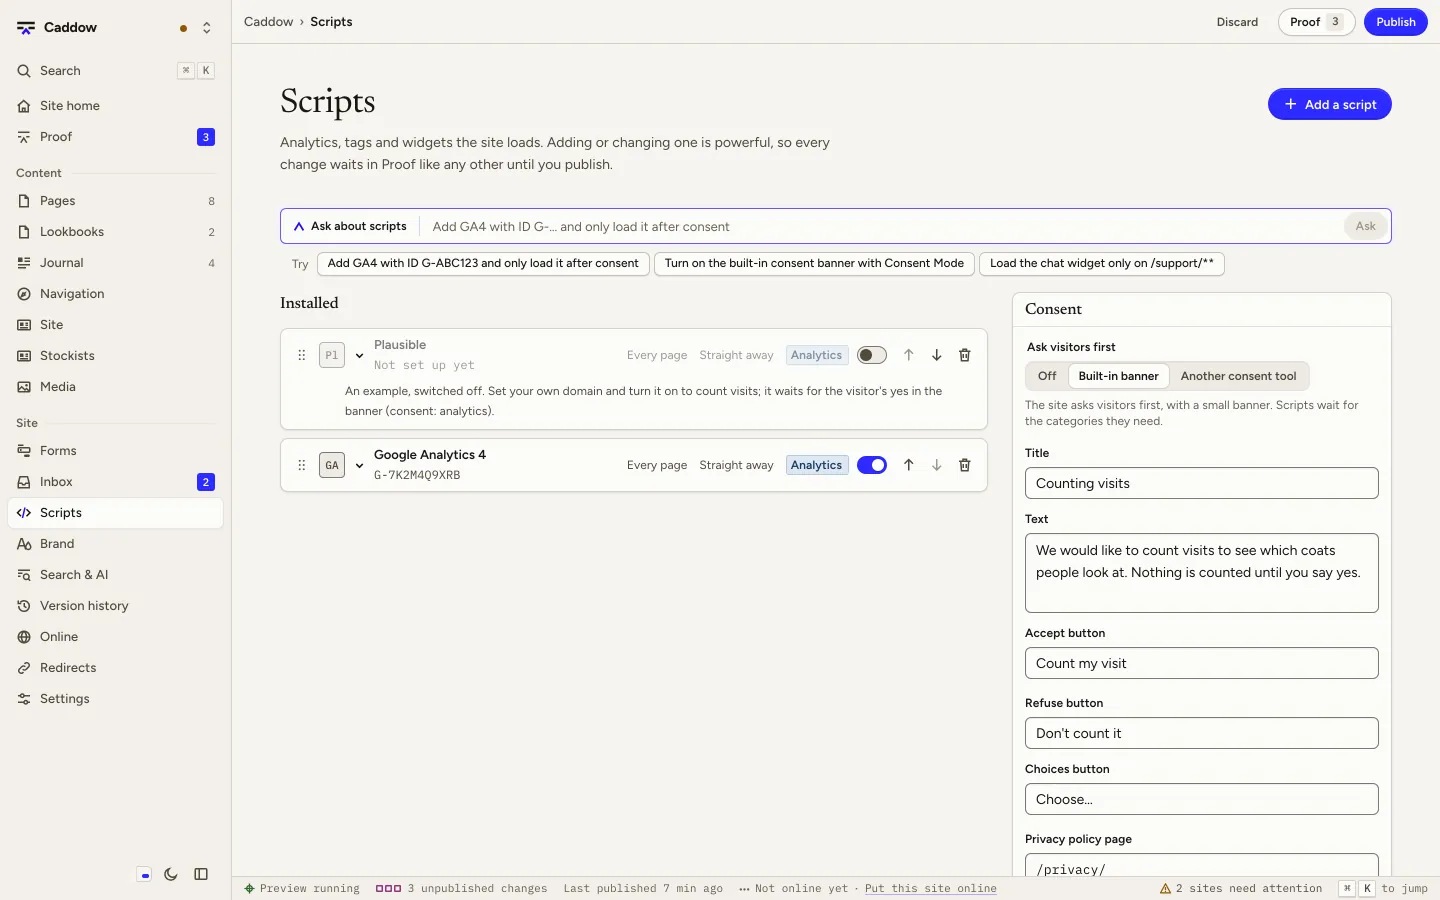 Caddow
Search
⌘ K
Site home
Proof
3
Content
Pages
8
Lookbooks
2
Journal
4
Navigation
Site
Stockists
Media
Site
Forms
Inbox
2
Scripts
Brand
Search & AI
Version history
Online
Redirects
Settings
Caddow › Scripts
Discard
Proof 3
Publish
Scripts
Add a script
Analytics, tags and widgets the site loads. Adding or changing one is powerful, so every
change waits in Proof like any other until you publish.
Ask about scripts
Add GA4 with ID G-... and only load it after consent
Ask
Try
Add GA4 with ID G-ABC123 and only load it after consent
Turn on the built-in consent banner with Consent Mode
Load the chat widget only on /support/**
Installed
Pl
Plausible
Not set up yet
Every page
Straight away
Analytics
An example, switched off. Set your own domain and turn it on to count visits; it waits for the visitor's yes in the
banner (consent: analytics).
GA
Google Analytics 4
G-7K2M4Q9XRB
Every page
Straight away
Analytics
Consent
Ask visitors first
Off
Built-in banner
Another consent tool
The site asks visitors first, with a small banner. Scripts wait for
the categories they need.
Title
Counting visits
Text
We would like to count visits to see which coats
people look at. Nothing is counted until you say yes.
Accept button
Count my visit
Refuse button
Don't count it
Choices button
Choose...
Privacy policy page
/privacy/
Preview running
3 unpublished changes
Last published 7 min ago
Not online yet · Put this site online
2 sites need attention
⌘ K to jump